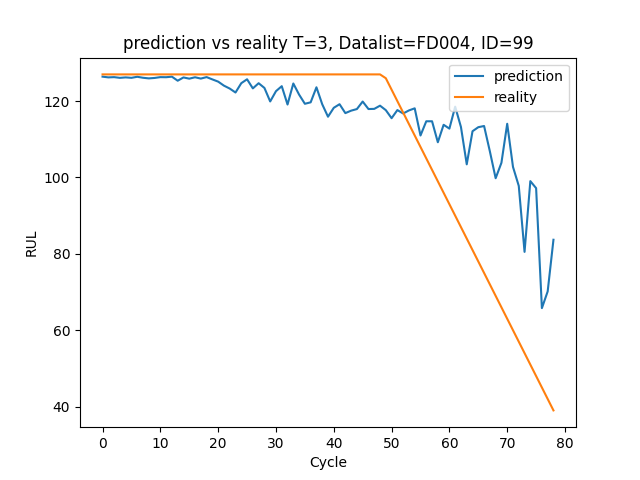 prediction vs reality T=3, Datalist=FD004, ID=99
prediction
reality
RUL
120
100
80
60
40
0 10 20 30 40 50 60 70 80
Cycle